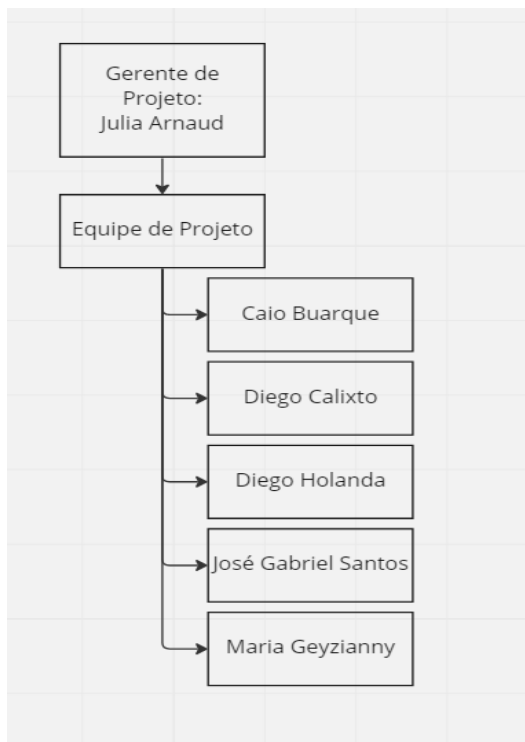 Gerente de
Projeto:
Julia Arnaud
Equipe de Projeto
Caio Buarque
Diego Calixto
Diego Holanda
José Gabriel Santos
Maria Geyzianny